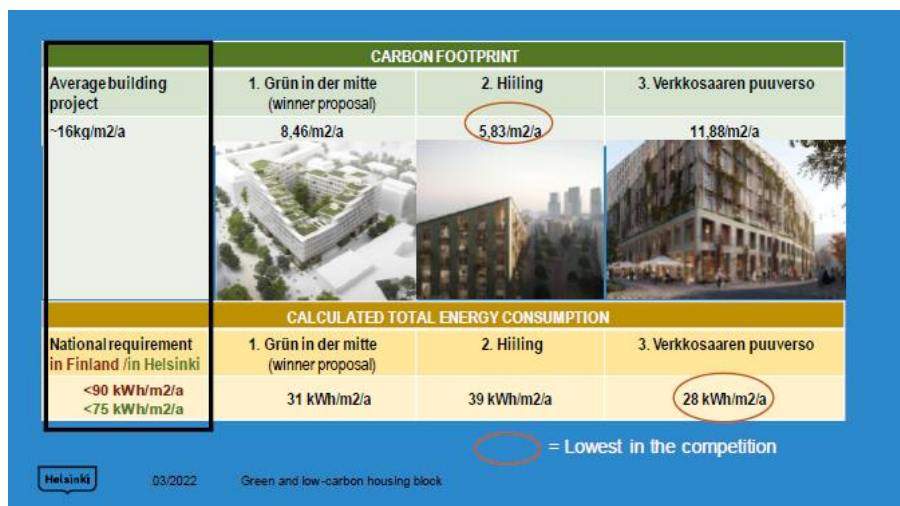 CARBON FOOTPRINT
Average building project
1. Grün in der mitte (winner proposal)
2. Hiiling
3. Verkkosaaren puuverso
~16kg/m2/a
8,46/m2/a
5,83/m2/a
11,88/m2/a
CALCULATED TOTAL ENERGY CONSUMPTION
National requirement in Finland /in Helsinki
1. Grün in der mitte (winner proposal)
2. Hiiling
3. Verkkosaaren puuverso
<90 kWh/m2/a
<75 kWh/m2/a
31 kWh/m2/a
39 kWh/m2/a
28 kWh/m2/a
= Lowest in the competition
Helsinki
03/2022
Green and low-carbon housing block